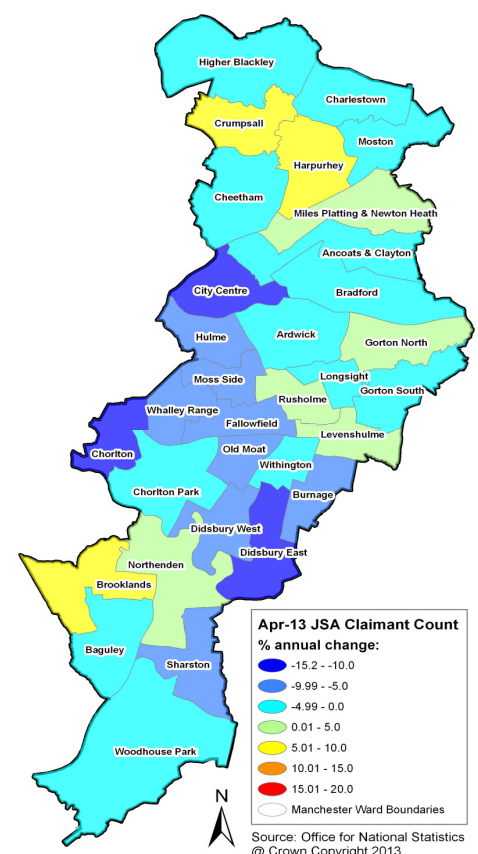 Higher Blackley
Charlestown
Crumpsall
Moston
Harpurhey
Cheetham
Miles Platting & Newton Heath
Ancoats & Clayton
City Centre
Bradford
Hulme
Ardwick
Gorton North
Moss Side
Longsight
Gorton South
Rusholme
Whalley Range
Fallowfield
Levenshulme
Old Moat
Chorlton
Withington
Chorlton Park
Burnage
Didsbury West
Didsbury East
Northenden
Brooklands
Baguley
Sharston
Woodhouse Park
N
Apr-13 JSA Claimant Count
% annual change:
-15.2 - -10.0
-9.99 - -5.0
-4.99 - 0.0
0.01 - 5.0
5.01 - 10.0
10.01 - 15.0
15.01 - 20.0
Manchester Ward Boundaries
Source: Office for National Statistics
@ Crown Copyright 2013